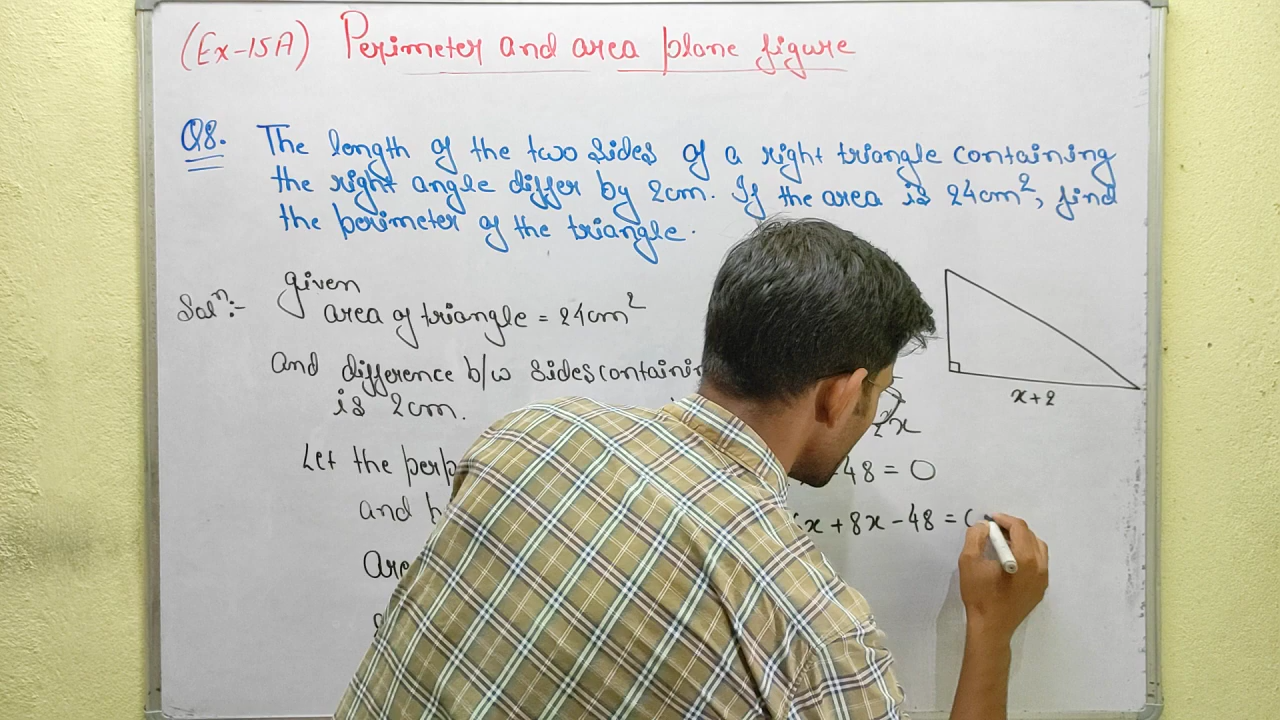 (Ex-15A) Perimeter and area plane figure
Q8. The length of the two sides of a right triangle containing
the right angle differ by 2cm. If the area is 24cm², find
the perimeter of the triangle.
Solⁿ:- given
area of triangle = 24cm²
and difference b/w sides
is 2cm.
Let the
and
x + 8x - 48 = 0
48 = 0
2x
x+2